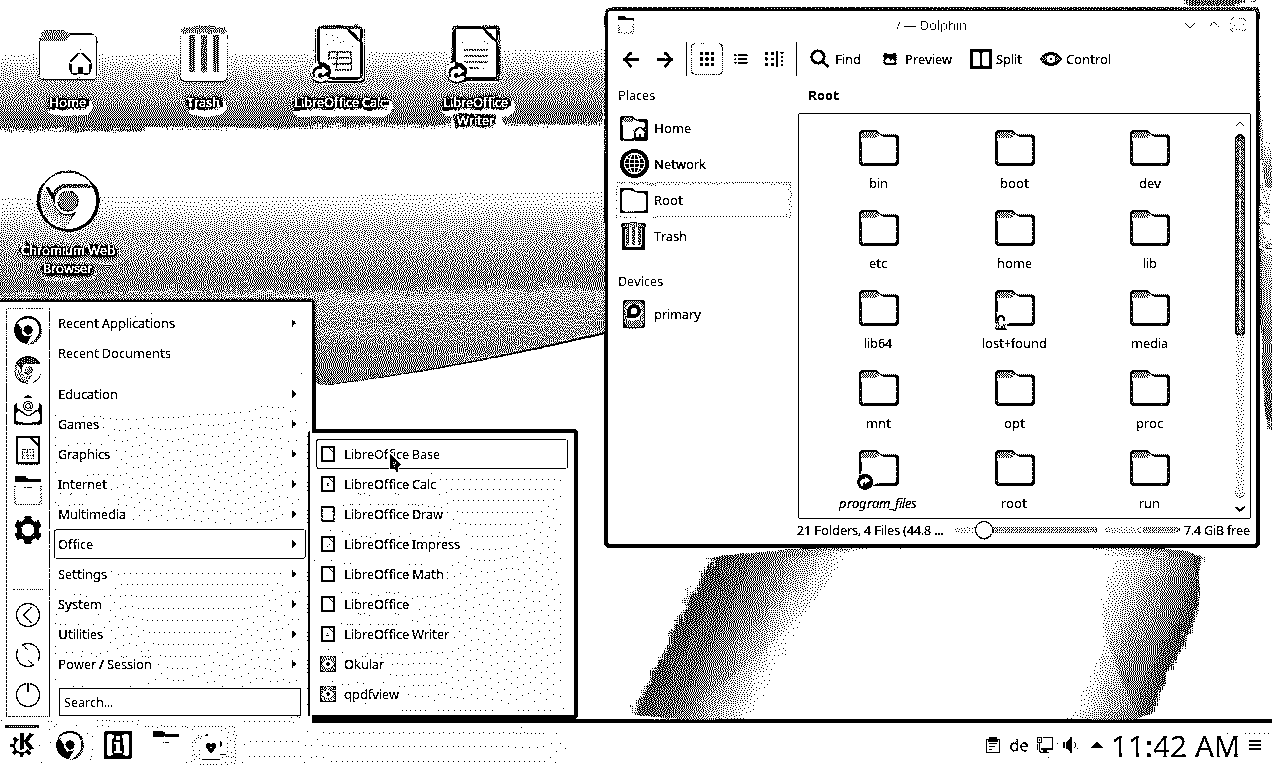 Home
Trash
LibreOffice Calc
LibreOffice
Writer
Chromium Web
Browser
/ — Dolphin
Find
Preview
Split
Control
Places
Home
Network
Root
Trash
Devices
primary
Root
bin
boot
dev
etc
home
lib
lib64
lost+found
media
mnt
opt
proc
program_files
root
run
21 Folders, 4 Files (44.8 ...
7.4 GiB free
Recent Applications
Recent Documents
Education
Games
Graphics
Internet
Multimedia
Office
Settings
System
Utilities
Power / Session
Search...
LibreOffice Base
LibreOffice Calc
LibreOffice Draw
LibreOffice Impress
LibreOffice Math
LibreOffice
LibreOffice Writer
Okular
qpdfview
de
11:42 AM